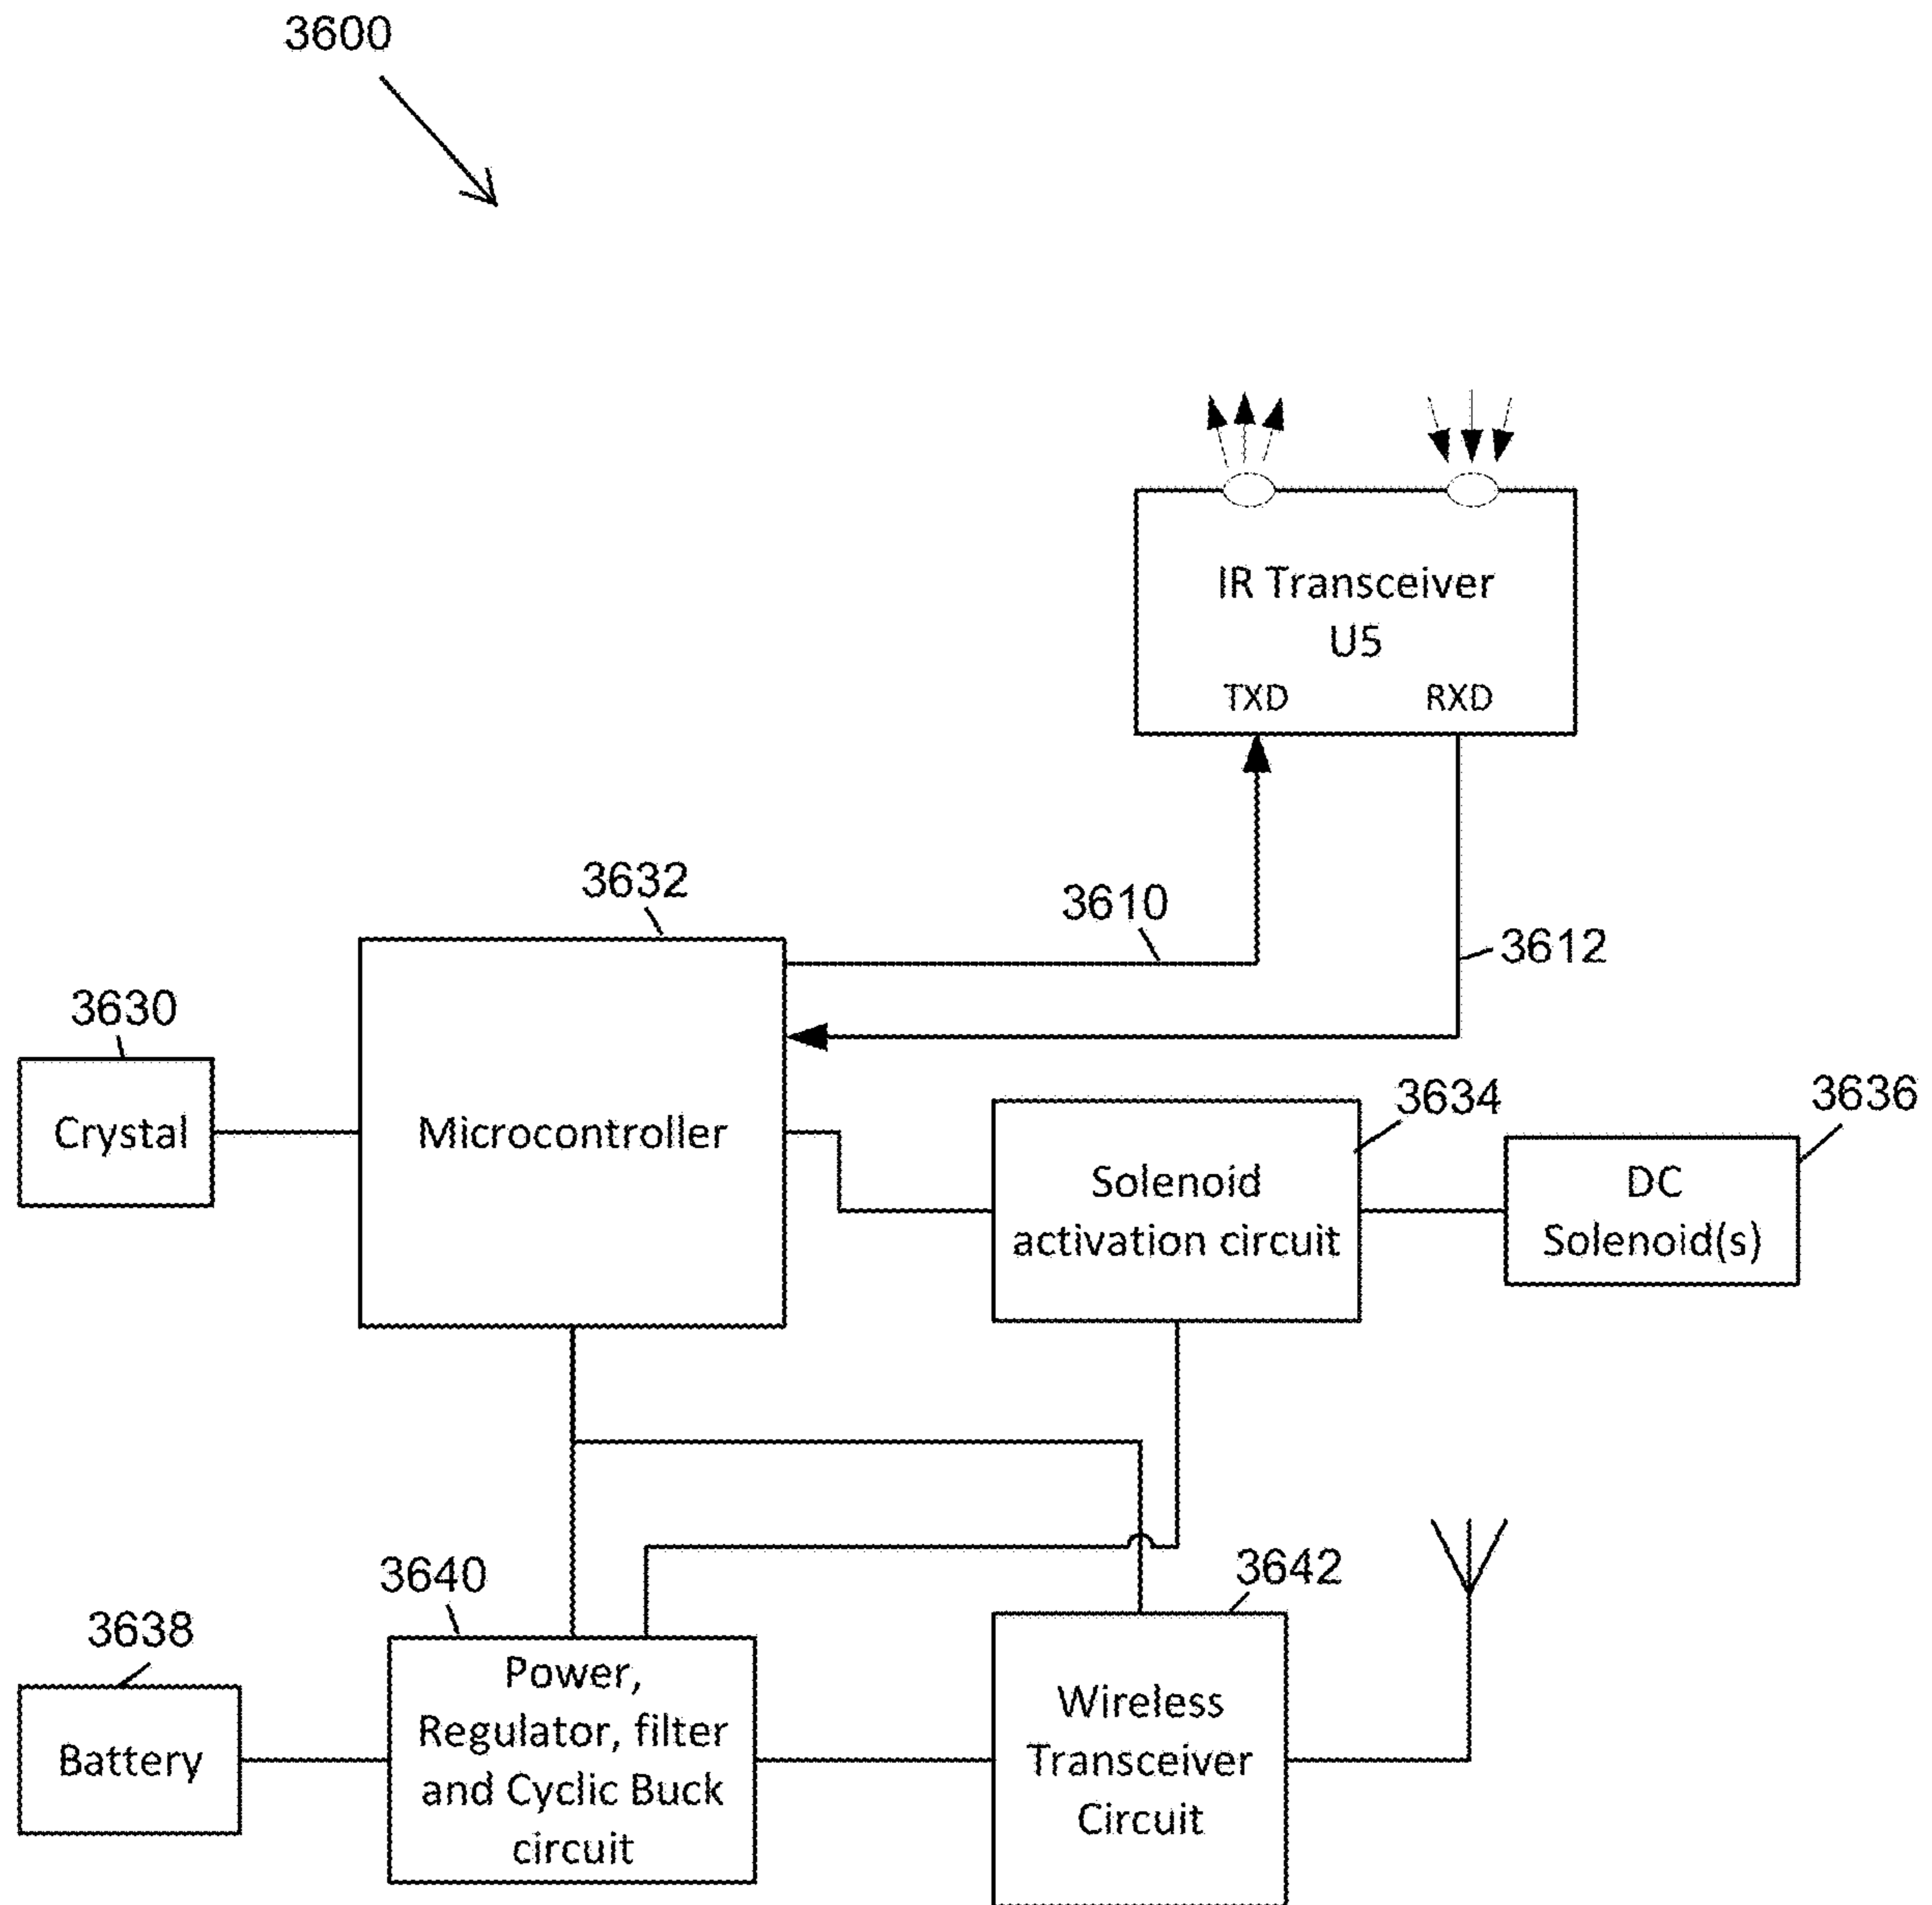 3600
IR Transceiver
U5
TXD RXD
3632
3610
3612
3630
Crystal
Microcontroller
3634
3636
Solenoid
activation circuit
DC
Solenoid(s)
3640
3642
3638
Battery
Power,
Regulator, filter
and Cyclic Buck
circuit
Wireless
Transceiver
Circuit